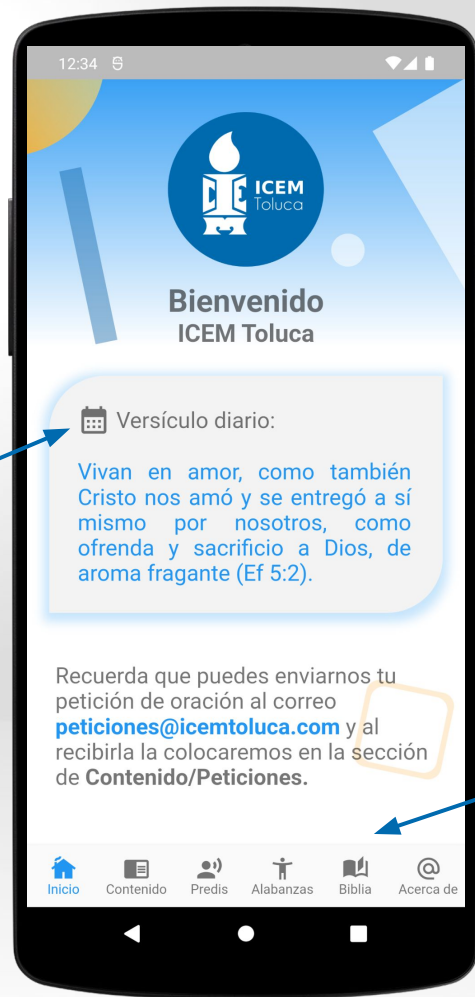 12:34
ICEM
Toluca
Bienvenido
ICEM Toluca
Versículo diario:
Vivan en amor, como también
Cristo nos amó y se entregó a sí
mismo por nosotros, como
ofrenda y sacrificio a Dios, de
aroma fragante (Ef 5:2).
Recuerda que puedes enviarnos tu
petición de oración al correo
peticiones@icemtoluca.com y al
recibirla la colocaremos en la sección
de Contenido/Peticiones.
Inicio Contenido Predis Alabanzas Biblia Acerca de